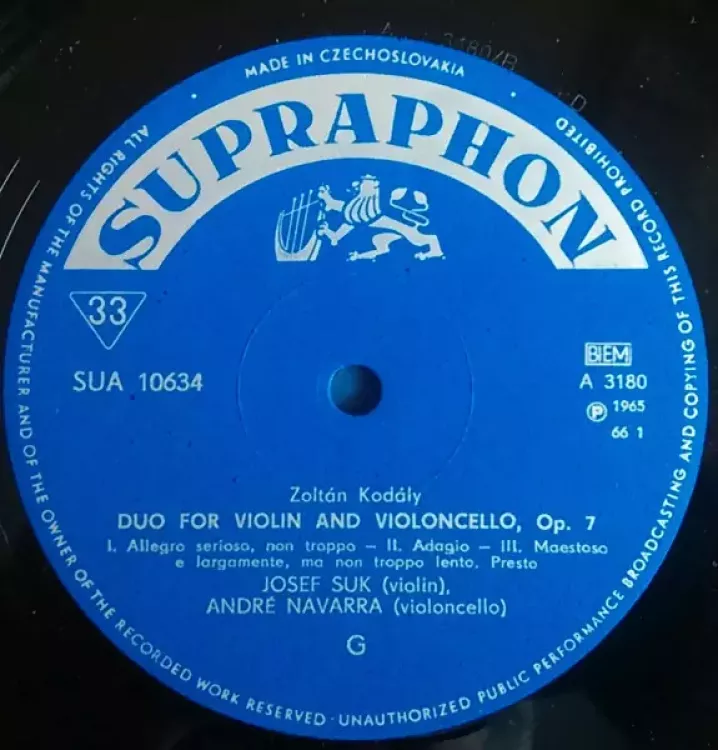 MADE IN CZECHOSLOVAKIA
ALL RIGHTS OF THE MANUFACTURER AND OF THE OWNER OF THE RECORDED WORK RESERVED · UNAUTHORIZED PUBLIC PERFORMANCE BROADCASTING AND COPYING OF THIS RECORD PROHIBITED
SUPRAPHON
33
SUA 10634
BIEM
A 3180
℗ 1965
66 1
Zoltán Kodály
DUO FOR VIOLIN AND VIOLONCELLO, Op. 7
I. Allegro serioso, non troppo – II. Adagio – III. Maestoso
e largamente, ma non troppo lento. Presto
JOSEF SUK (violin),
ANDRÉ NAVARRA (violoncello)
G